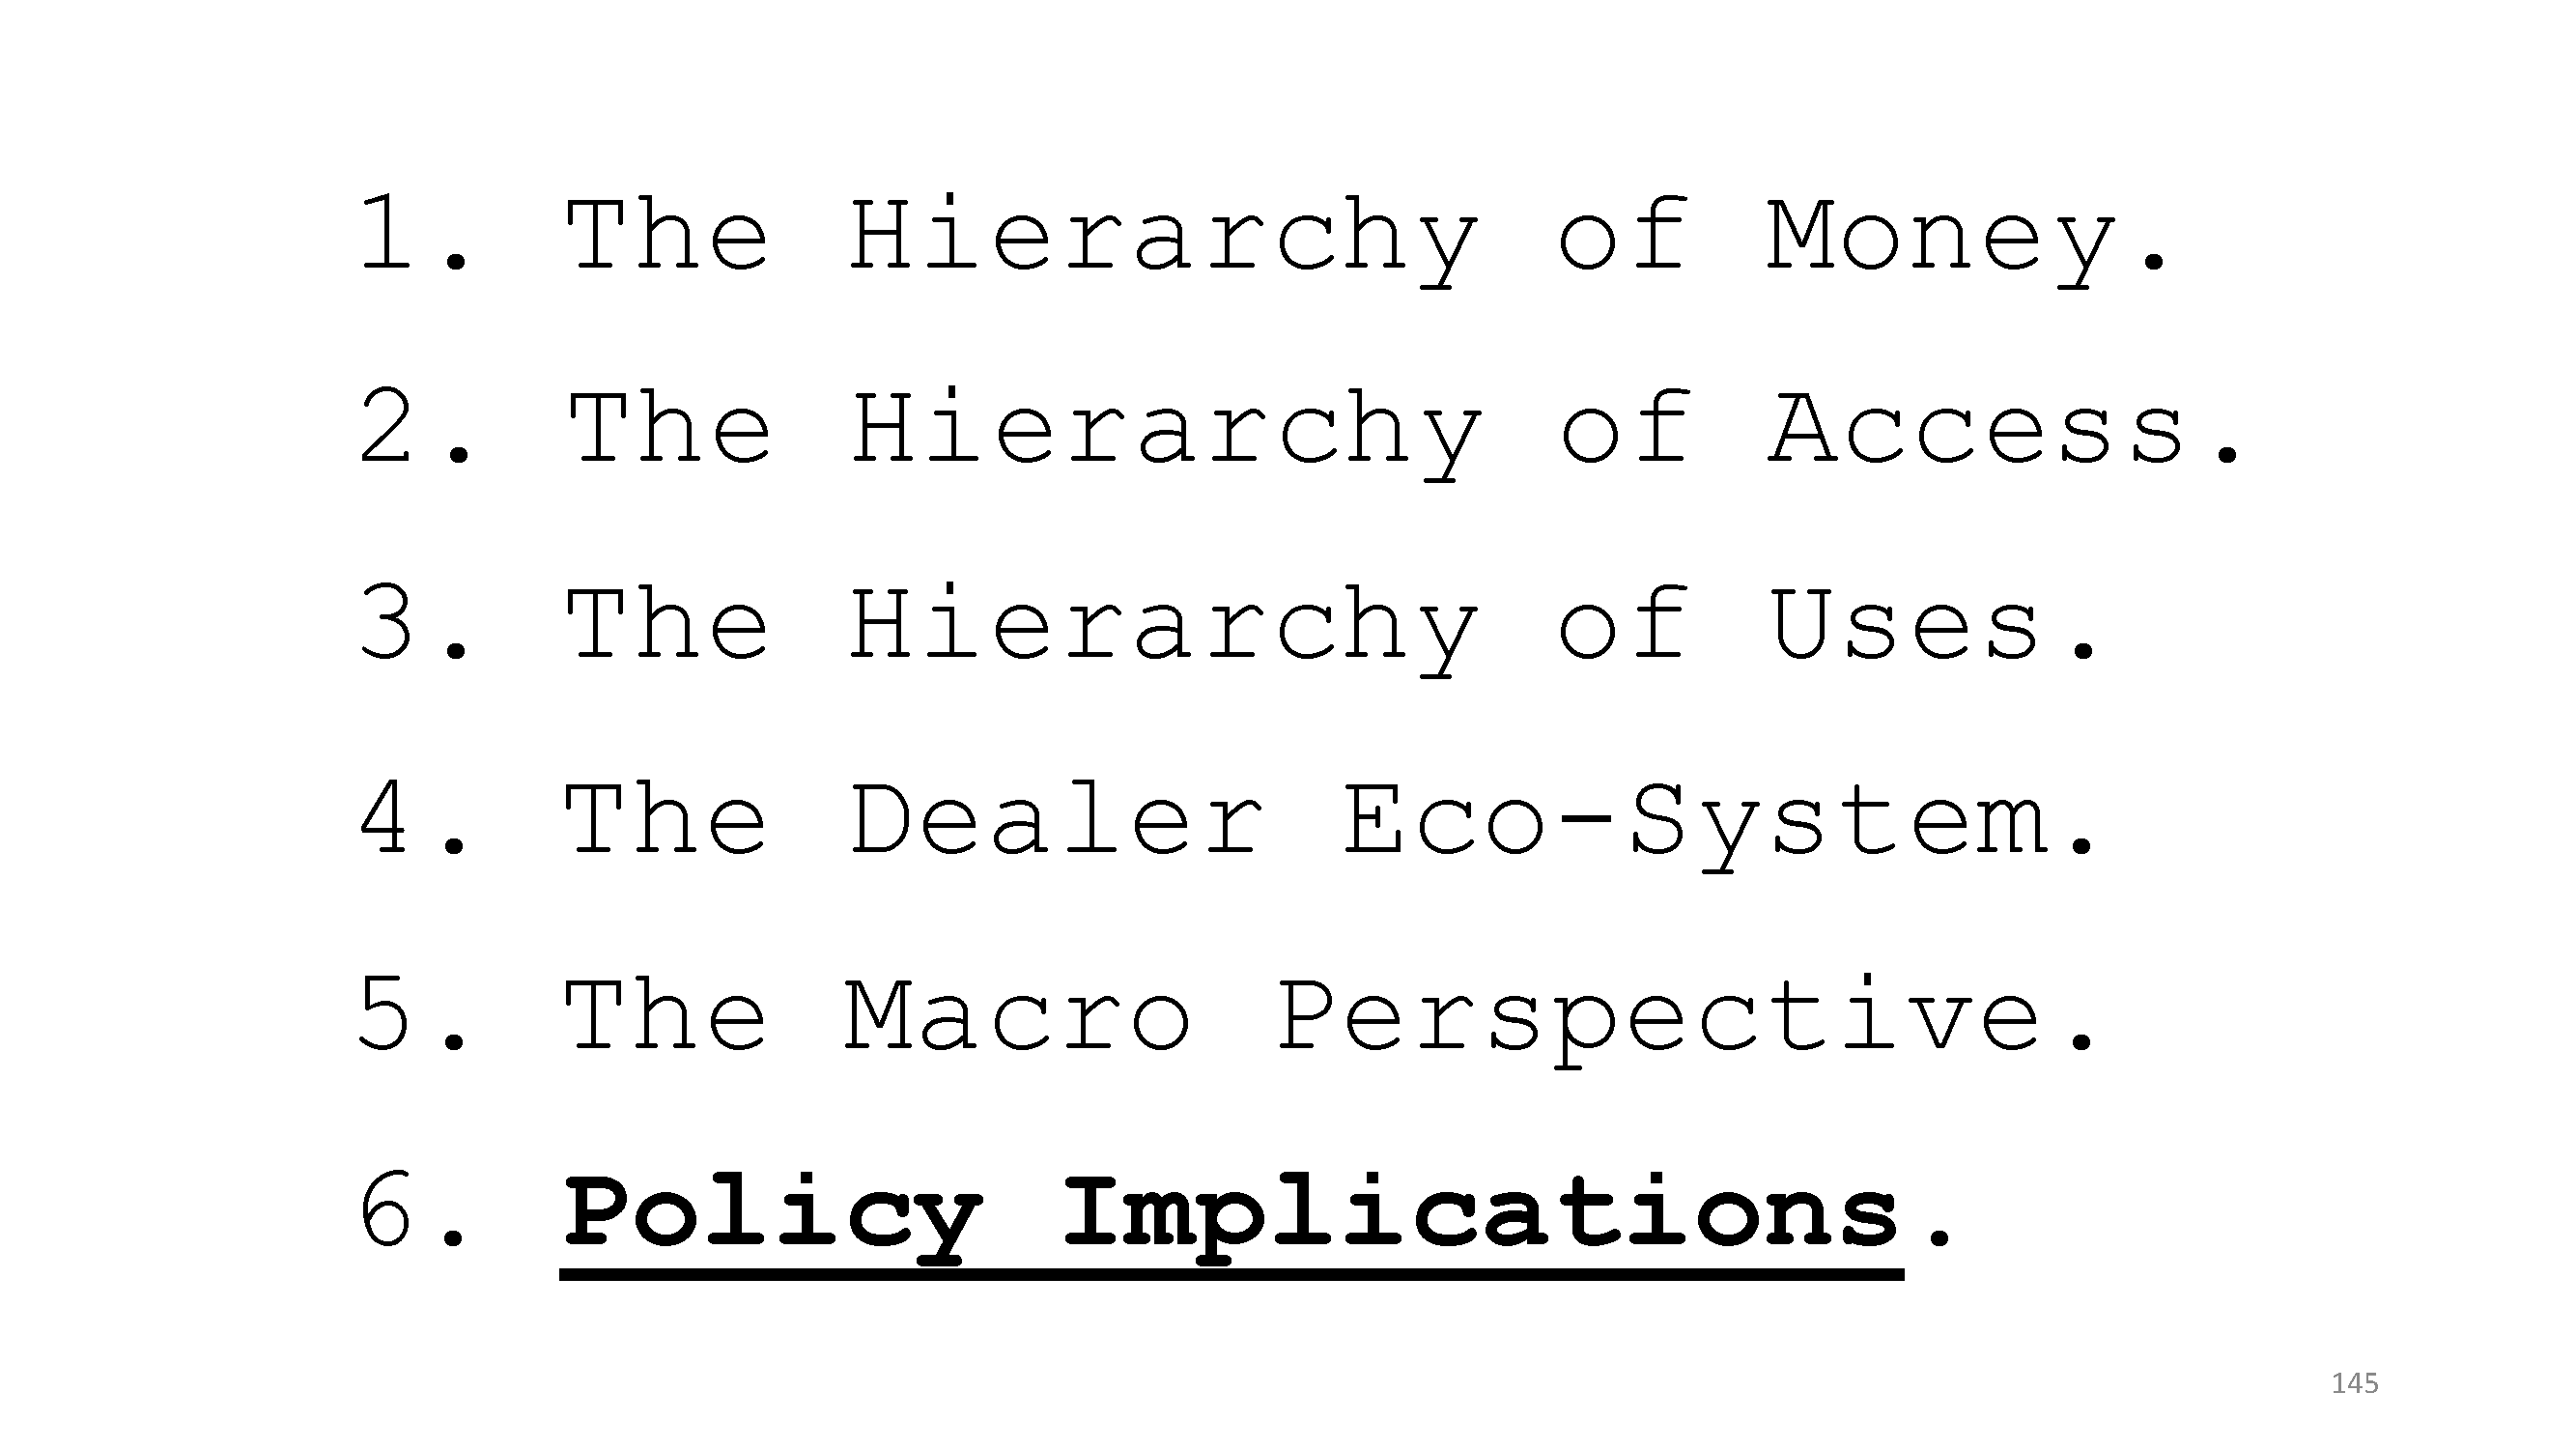 1. The Hierarchy of Money.
2. The Hierarchy of Access.
3. The Hierarchy of Uses.
4. The Dealer Eco-System.
5. The Macro Perspective.
6. Policy Implications.
145